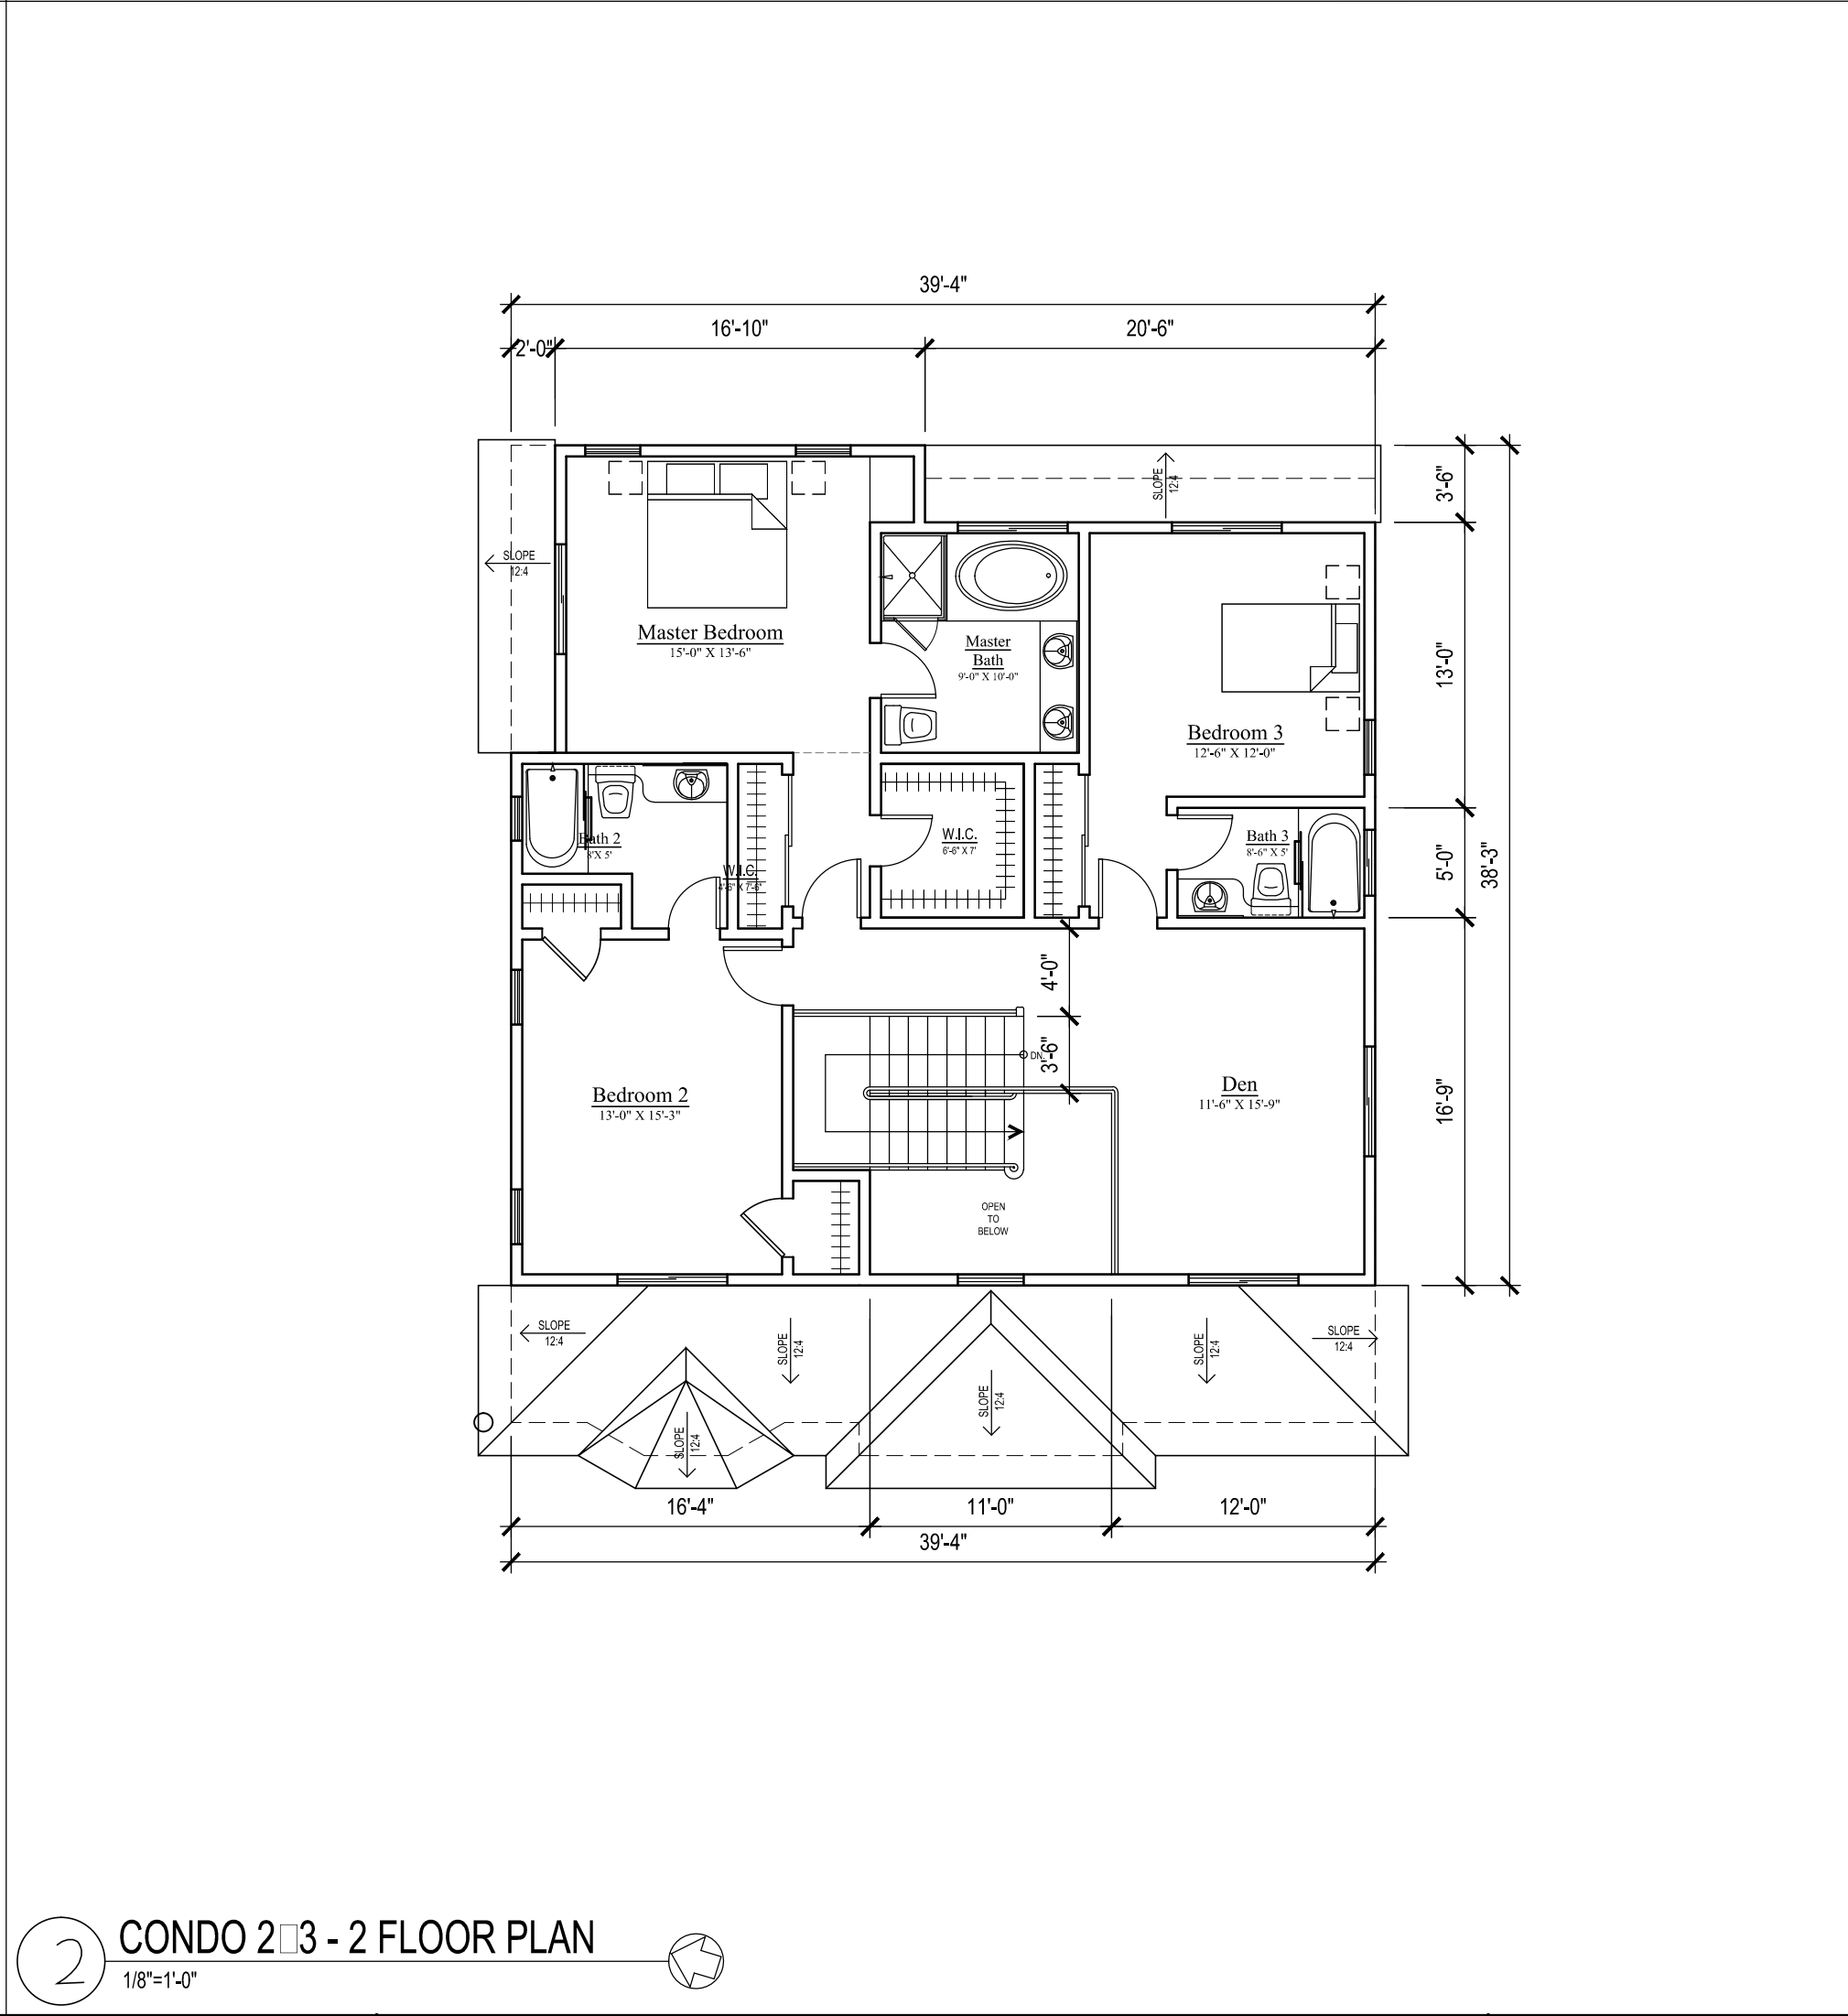 39'-4"
16'-10"
20'-6"
2'-0"
3'-6"
SLOPE
12:4
SLOPE
12:4
Master Bedroom
15'-0" X 13'-6"
Master
Bath
9'-0" X 10'-0"
13'-0"
Bedroom 3
12'-6" X 12'-0"
Bath 2
8'X 5'
W.I.C.
6'-6" X 7'
Bath 3
8'-6" X 5'
5'-0"
38'-3"
W.I.C.
4'-6" X 7'-6"
4'-0"
3'-6"
DN.
Bedroom 2
13'-0" X 15'-3"
Den
11'-6" X 15'-9"
16'-9"
OPEN
TO
BELOW
SLOPE
12:4
SLOPE
12:4
SLOPE
12:4
SLOPE
12:4
SLOPE
12:4
SLOPE
12:4
16'-4"
11'-0"
12'-0"
39'-4"
2
CONDO 2□3 - 2 FLOOR PLAN
1/8"=1'-0"